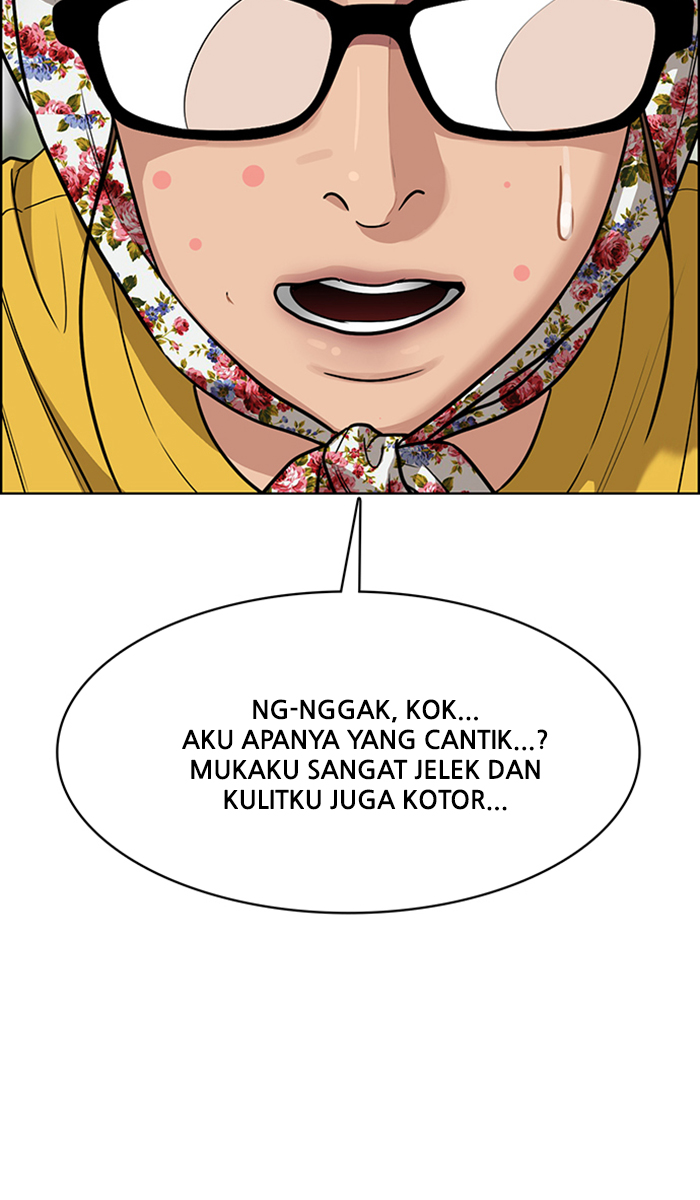 NG-NGGAK, KOK...
AKU APANYA YANG CANTIK...?
MUKAKU SANGAT JELEK DAN
KULITKU JUGA KOTOR...